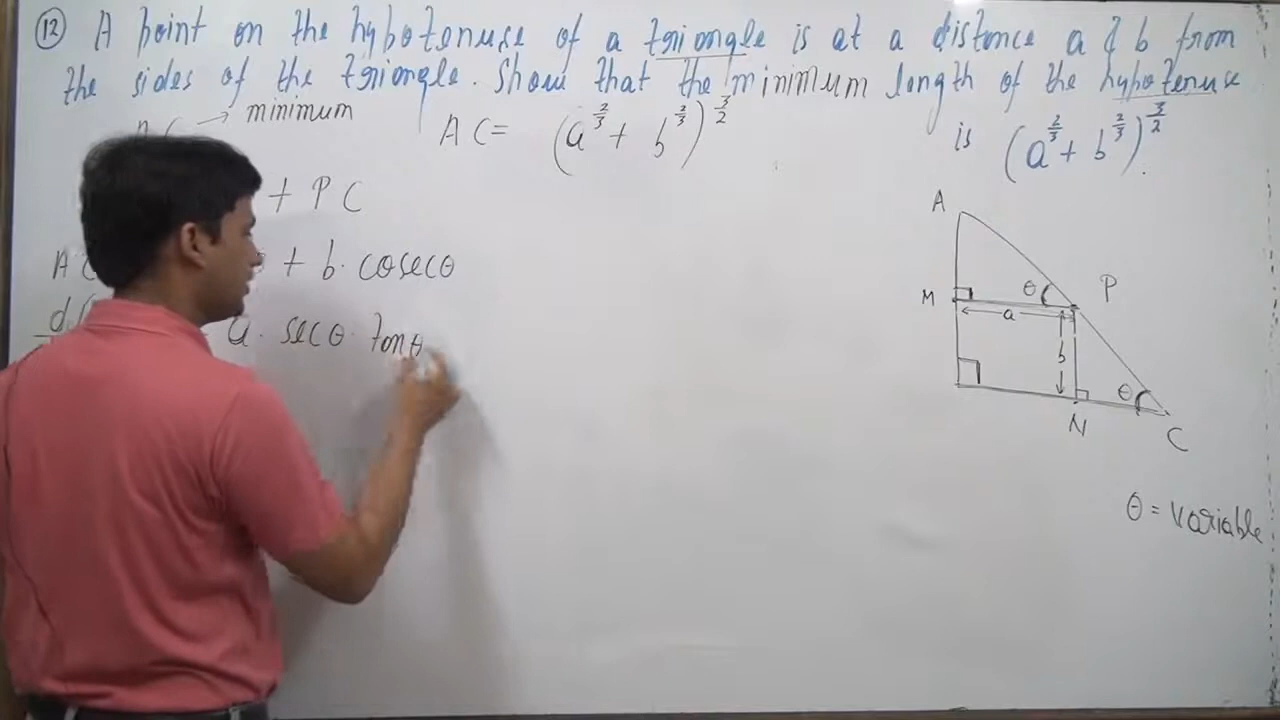 12 A point on the hypotenuse of a triangle is at a distance a & b from
the sides of the triangle. Show that the minimum length of the hypotenuse
is (a^{2/3} + b^{2/3})^{3/2}.
→ minimum
AC = (a^{2/3} + b^{2/3})^{3/2}
+ PC
A + b. cosecθ
d a. secθ. tanθ
A
M
θ
P
a
b
θ
N
C
θ = variable